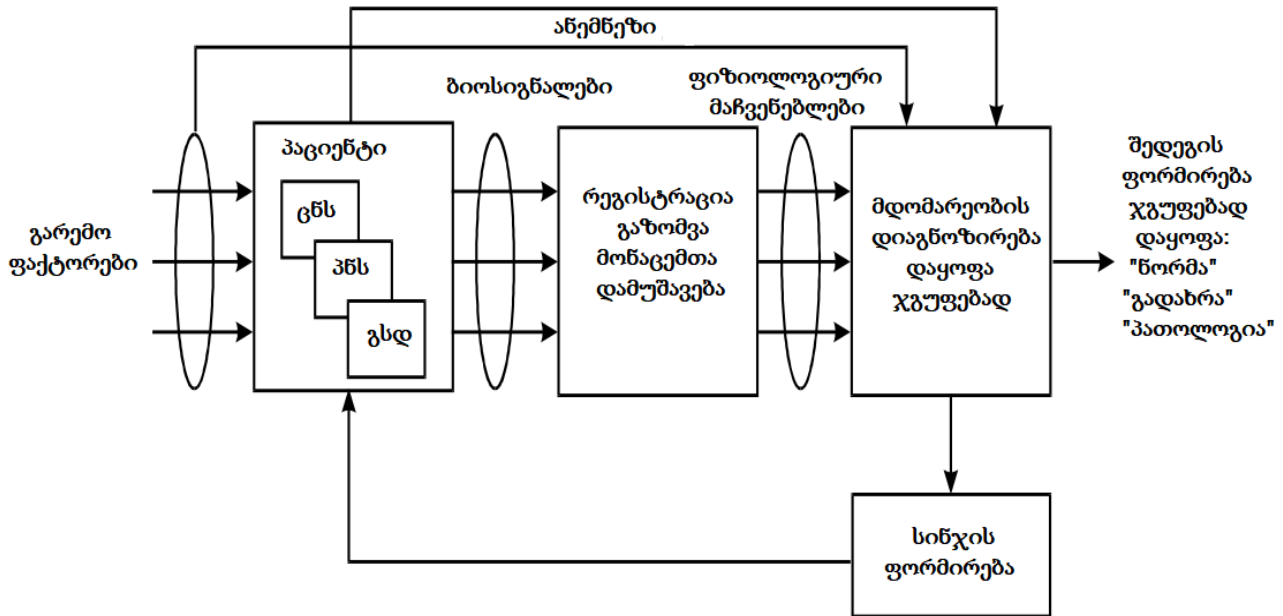 ანემნეზი
ბიოსიგნალები
ფიზიოლოგიური
მაჩვენებლები
გარემო
ფაქტორები
პაციენტი
ცნს
პნს
გსდ
რეგისტრაცია
გაზომვა
მონაცემთა
დამუშავება
მდომარეობის
დიაგნოზირება
დაყოფა
ჯგუფებად
შედეგის
ფორმირება
ჯგუფებად
დაყოფა:
"ნორმა"
"გადახრა"
"პათოლოგია"
სინჯის
ფორმირება